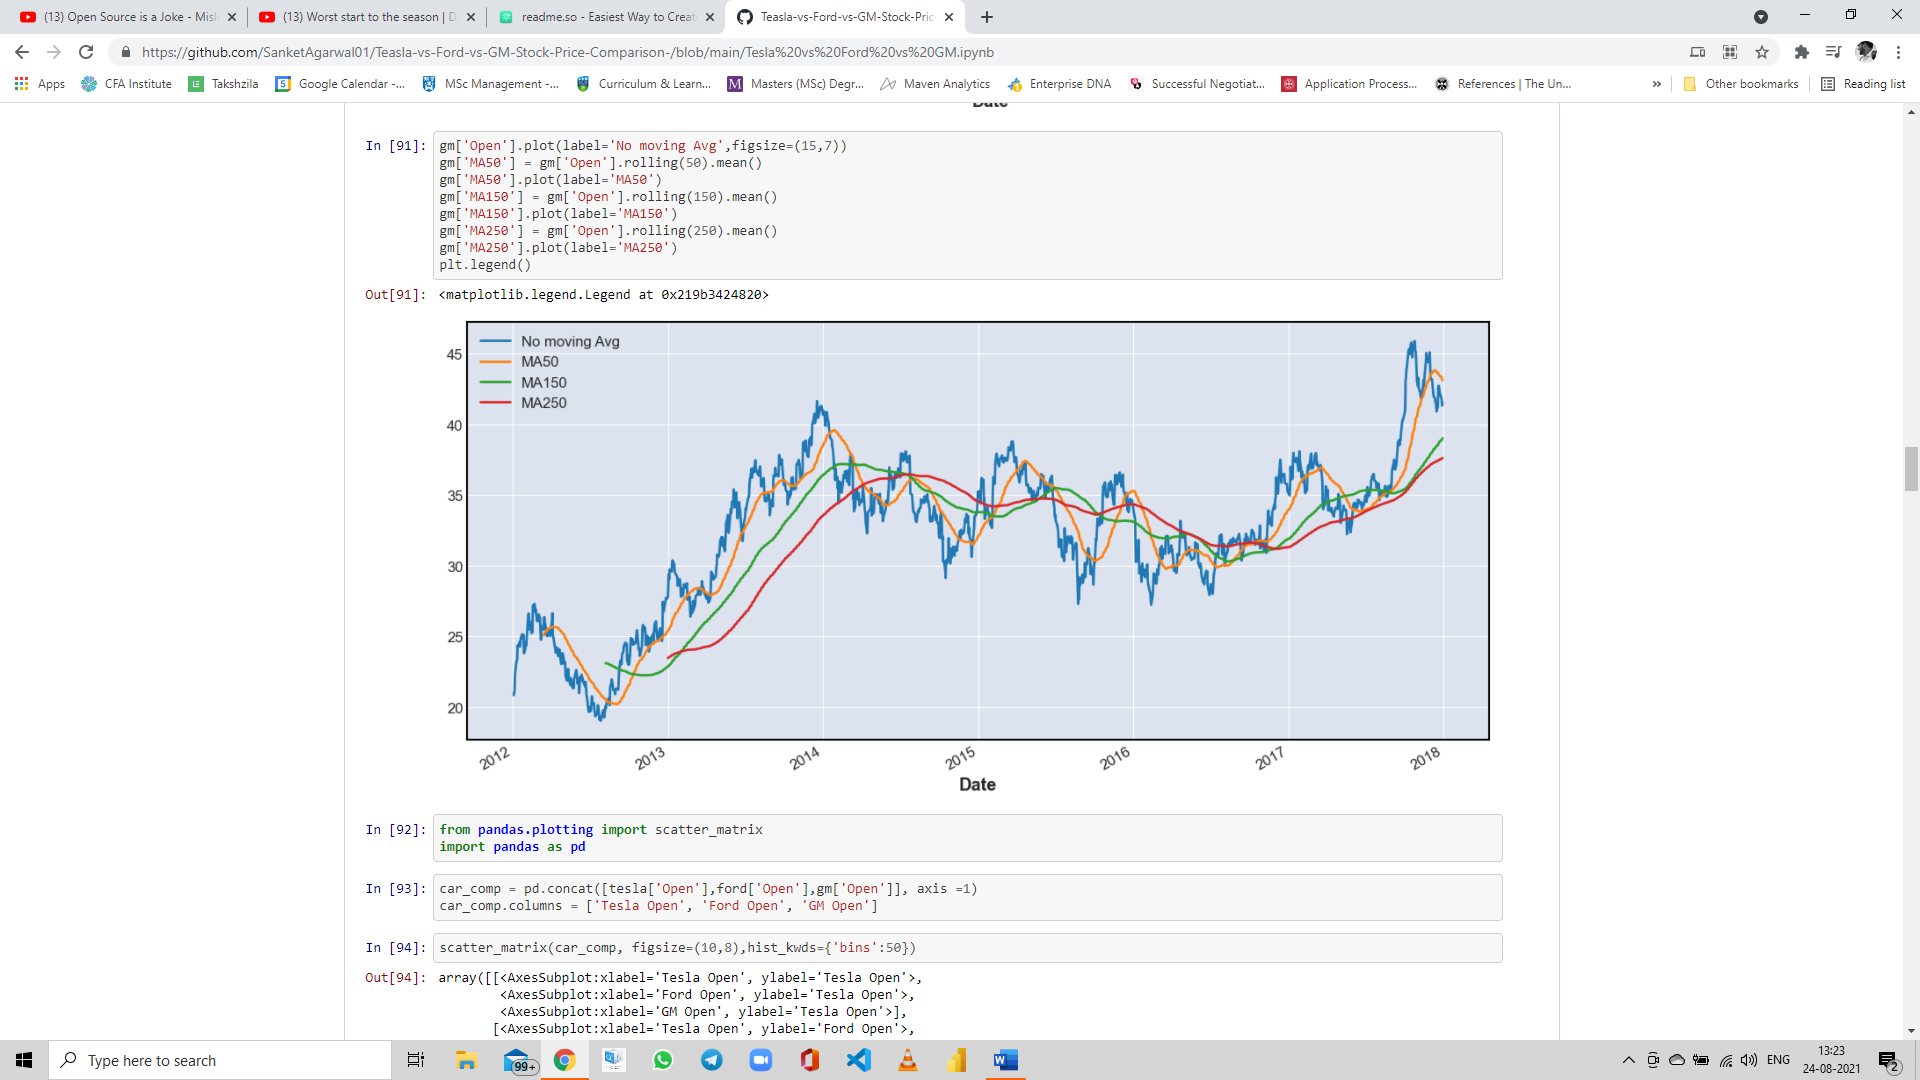 (13) Open Source is a Joke - Misl
(13) Worst start to the season | D
readme.so - Easiest Way to Creat
Teasla-vs-Ford-vs-GM-Stock-Pric
https://github.com/SanketAgarwal01/Teasla-vs-Ford-vs-GM-Stock-Price-Comparison-/blob/main/Tesla%20vs%20Ford%20vs%20GM.ipynb
Apps
CFA Institute
Takshzila
Google Calendar -...
MSc Management -...
Curriculum & Learn...
Masters (MSc) Degr...
Maven Analytics
Enterprise DNA
Successful Negotiat...
Application Process...
References | The Un...
»
Other bookmarks
Reading list
Date
In [91]:
gm['Open'].plot(label='No moving Avg',figsize=(15,7))
gm['MA50'] = gm['Open'].rolling(50).mean()
gm['MA50'].plot(label='MA50')
gm['MA150'] = gm['Open'].rolling(150).mean()
gm['MA150'].plot(label='MA150')
gm['MA250'] = gm['Open'].rolling(250).mean()
gm['MA250'].plot(label='MA250')
plt.legend()
Out[91]: <matplotlib.legend.Legend at 0x219b3424820>
No moving Avg
MA50
MA150
MA250
45
40
35
30
25
20
2012
2013
2014
2015
2016
2017
2018
Date
In [92]:
from pandas.plotting import scatter_matrix
import pandas as pd
In [93]:
car_comp = pd.concat([tesla['Open'],ford['Open'],gm['Open']], axis =1)
car_comp.columns = ['Tesla Open', 'Ford Open', 'GM Open']
In [94]:
scatter_matrix(car_comp, figsize=(10,8),hist_kwds={'bins':50})
Out[94]: array([[<AxesSubplot:xlabel='Tesla Open', ylabel='Tesla Open'>,
<AxesSubplot:xlabel='Ford Open', ylabel='Tesla Open'>,
<AxesSubplot:xlabel='GM Open', ylabel='Tesla Open'>],
[<AxesSubplot:xlabel='Tesla Open', ylabel='Ford Open'>,
Type here to search
99+
ENG
13:23
24-08-2021
2